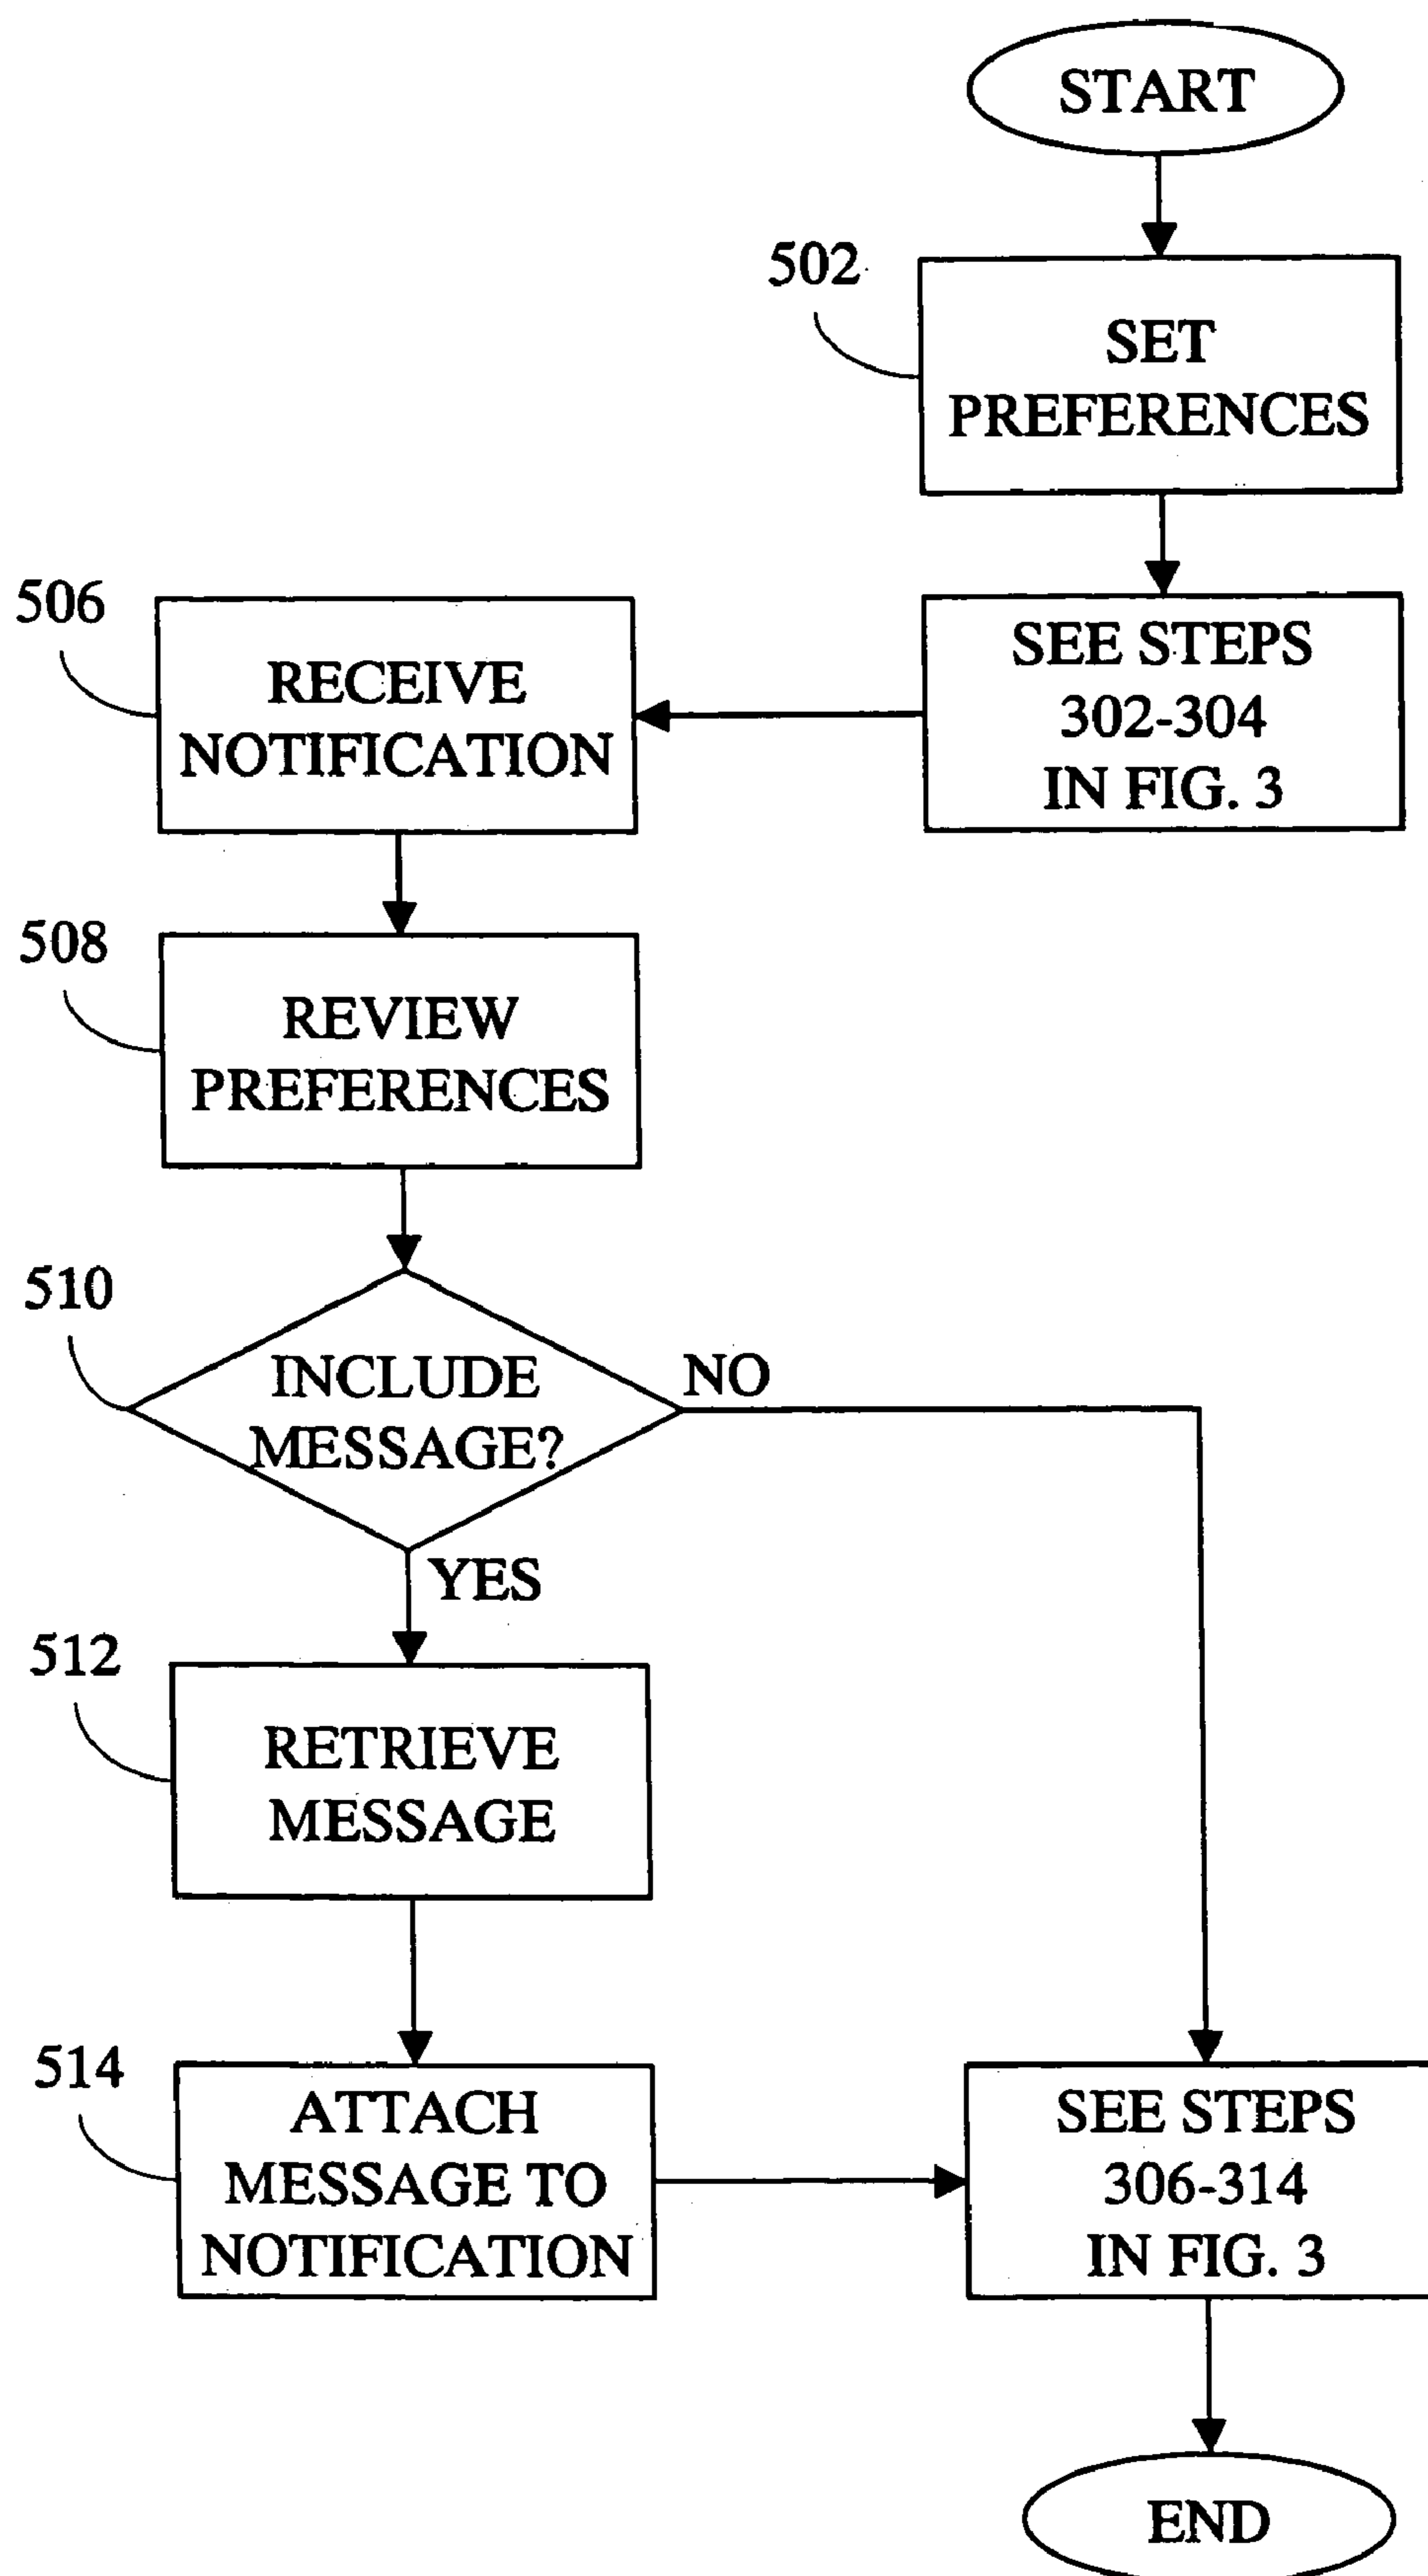 START
502
SET
PREFERENCES
SEE STEPS
302-304
IN FIG. 3
506
RECEIVE
NOTIFICATION
508
REVIEW
PREFERENCES
510
INCLUDE
MESSAGE?
NO
YES
512
RETRIEVE
MESSAGE
514
ATTACH
MESSAGE TO
NOTIFICATION
SEE STEPS
306-314
IN FIG. 3
END